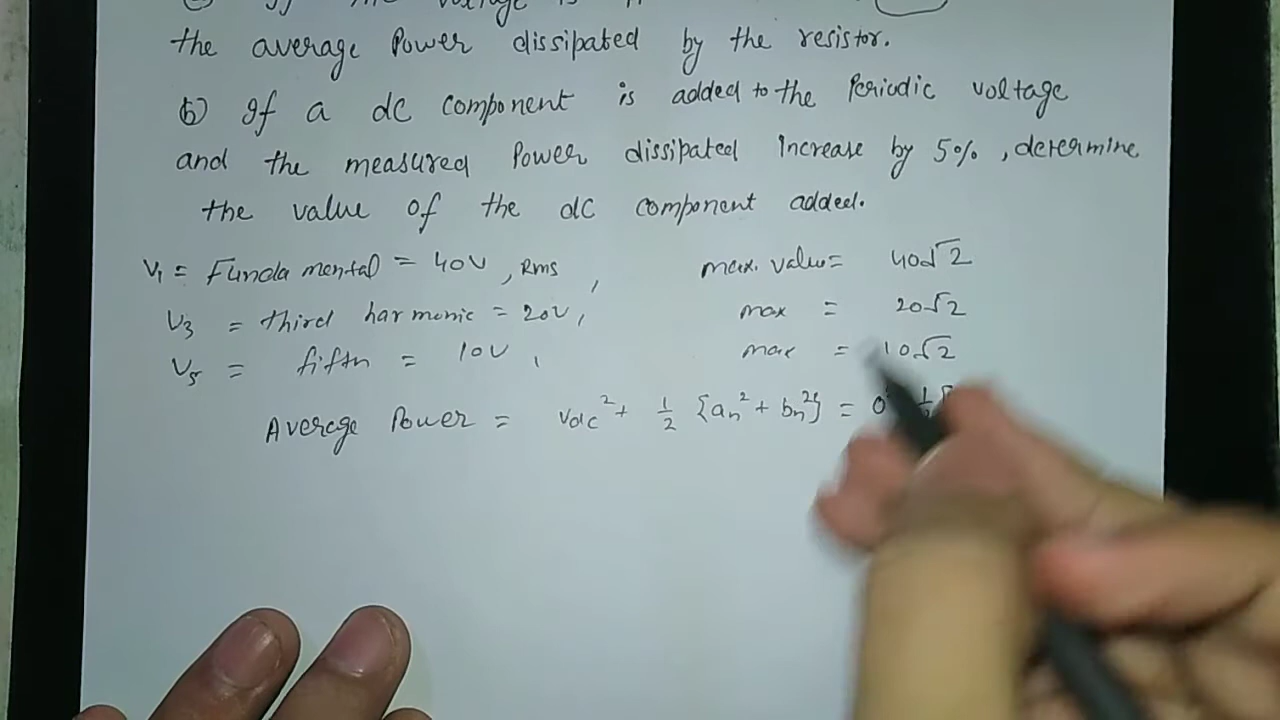 the average Power dissipated by the resistor.
(b) If a dc component is added to the Periodic voltage
and the measured Power dissipated Increase by 5%, determine
the value of the dc component added.
V₁ = Fundamental = 40V, RMS, max. value = 40√2
V₃ = third harmonic = 20V, max = 20√2
V₅ = fifth = 10V, max = 10√2
Average Power = Vdc² + 1/2 {an² + bn²} = 0